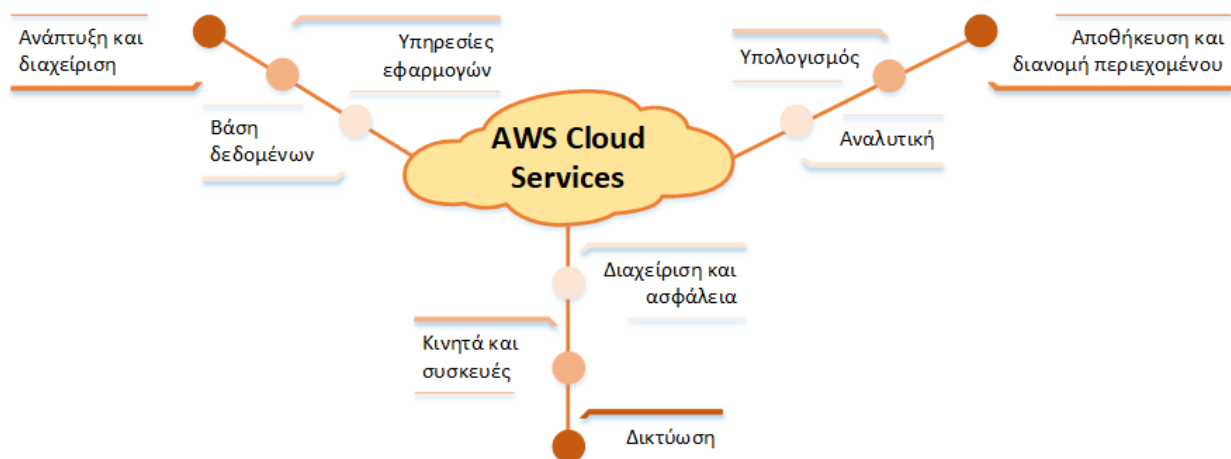 Ανάπτυξη και
διαχείριση
Υπηρεσίες
εφαρμογών
Βάση
δεδομένων
AWS Cloud
Services
Υπολογισμός
Αποθήκευση και
διανομή περιεχομένου
Αναλυτική
Διαχείριση και
ασφάλεια
Κινητά και
συσκευές
Δικτύωση